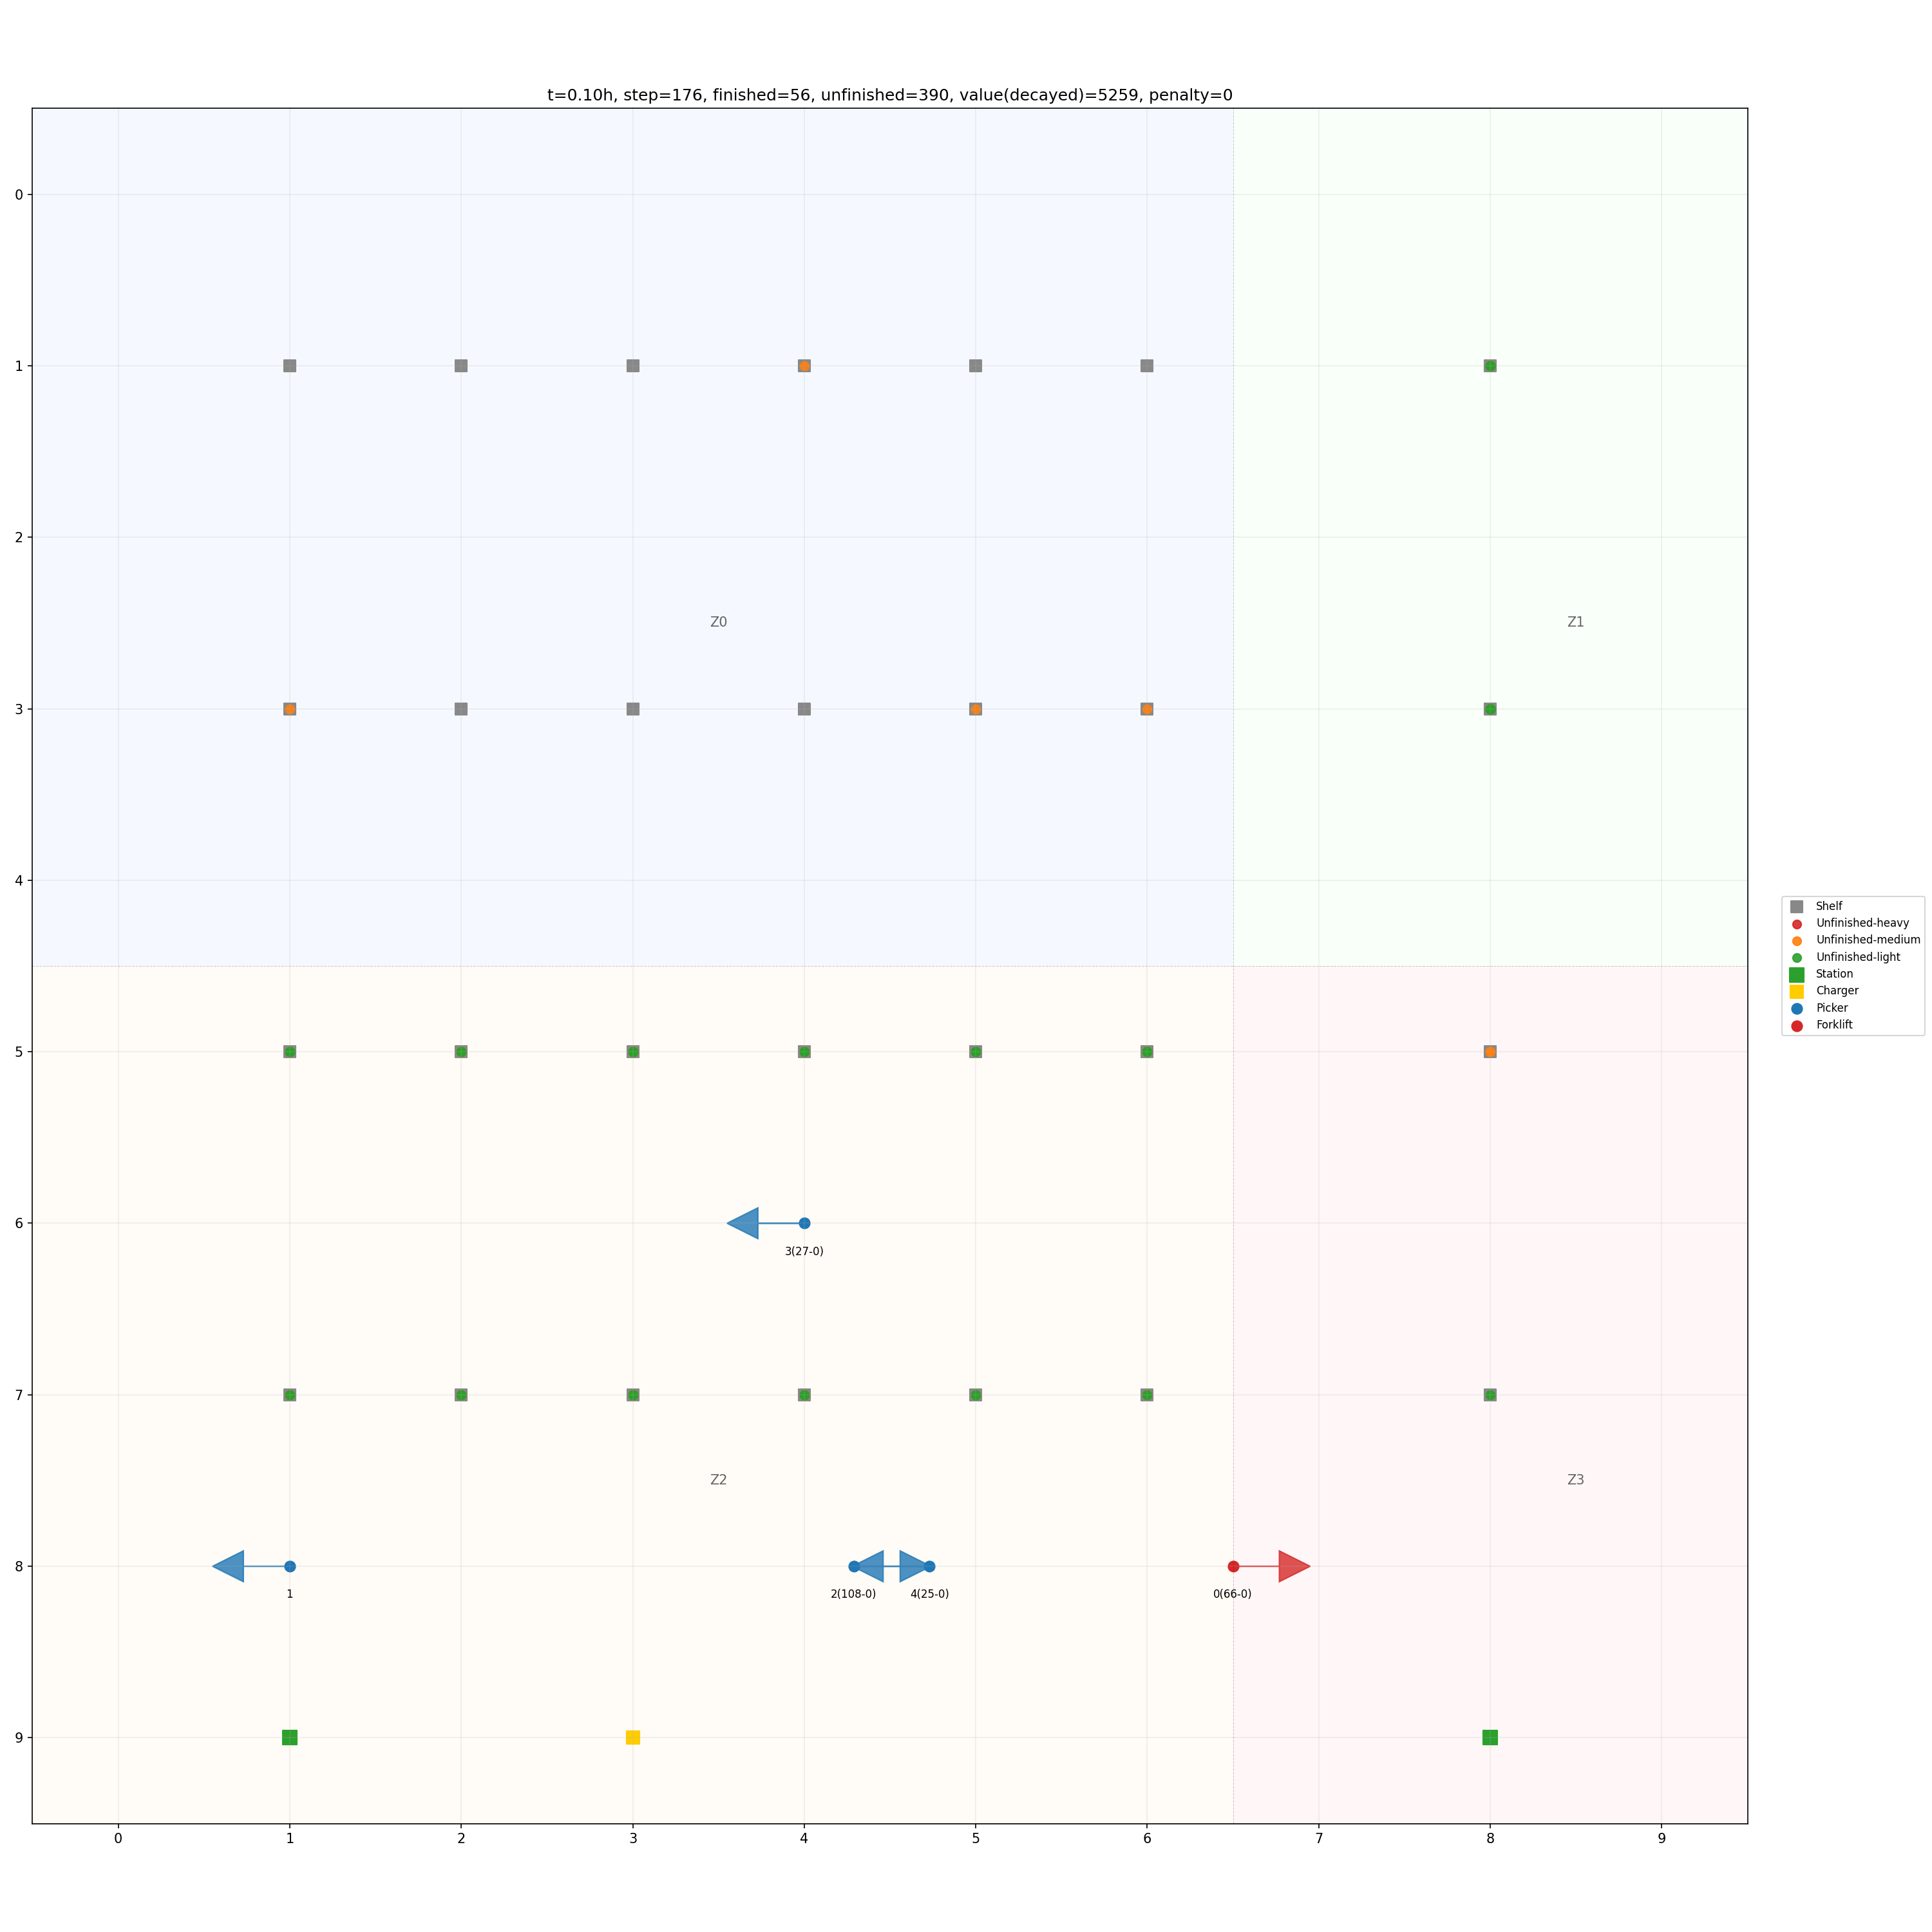 t=0.10h, step=176, finished=56, unfinished=390, value(decayed)=5259, penalty=0
0
1
2
Z0
Z1
3
4
Shelf
Unfinished-heavy
Unfinished-medium
Unfinished-light
Station
Charger
Picker
Forklift
5
6
3(27-0)
7
Z2
Z3
8
1
2(108-0)
4(25-0)
0(66-0)
9
0 1 2 3 4 5 6 7 8 9